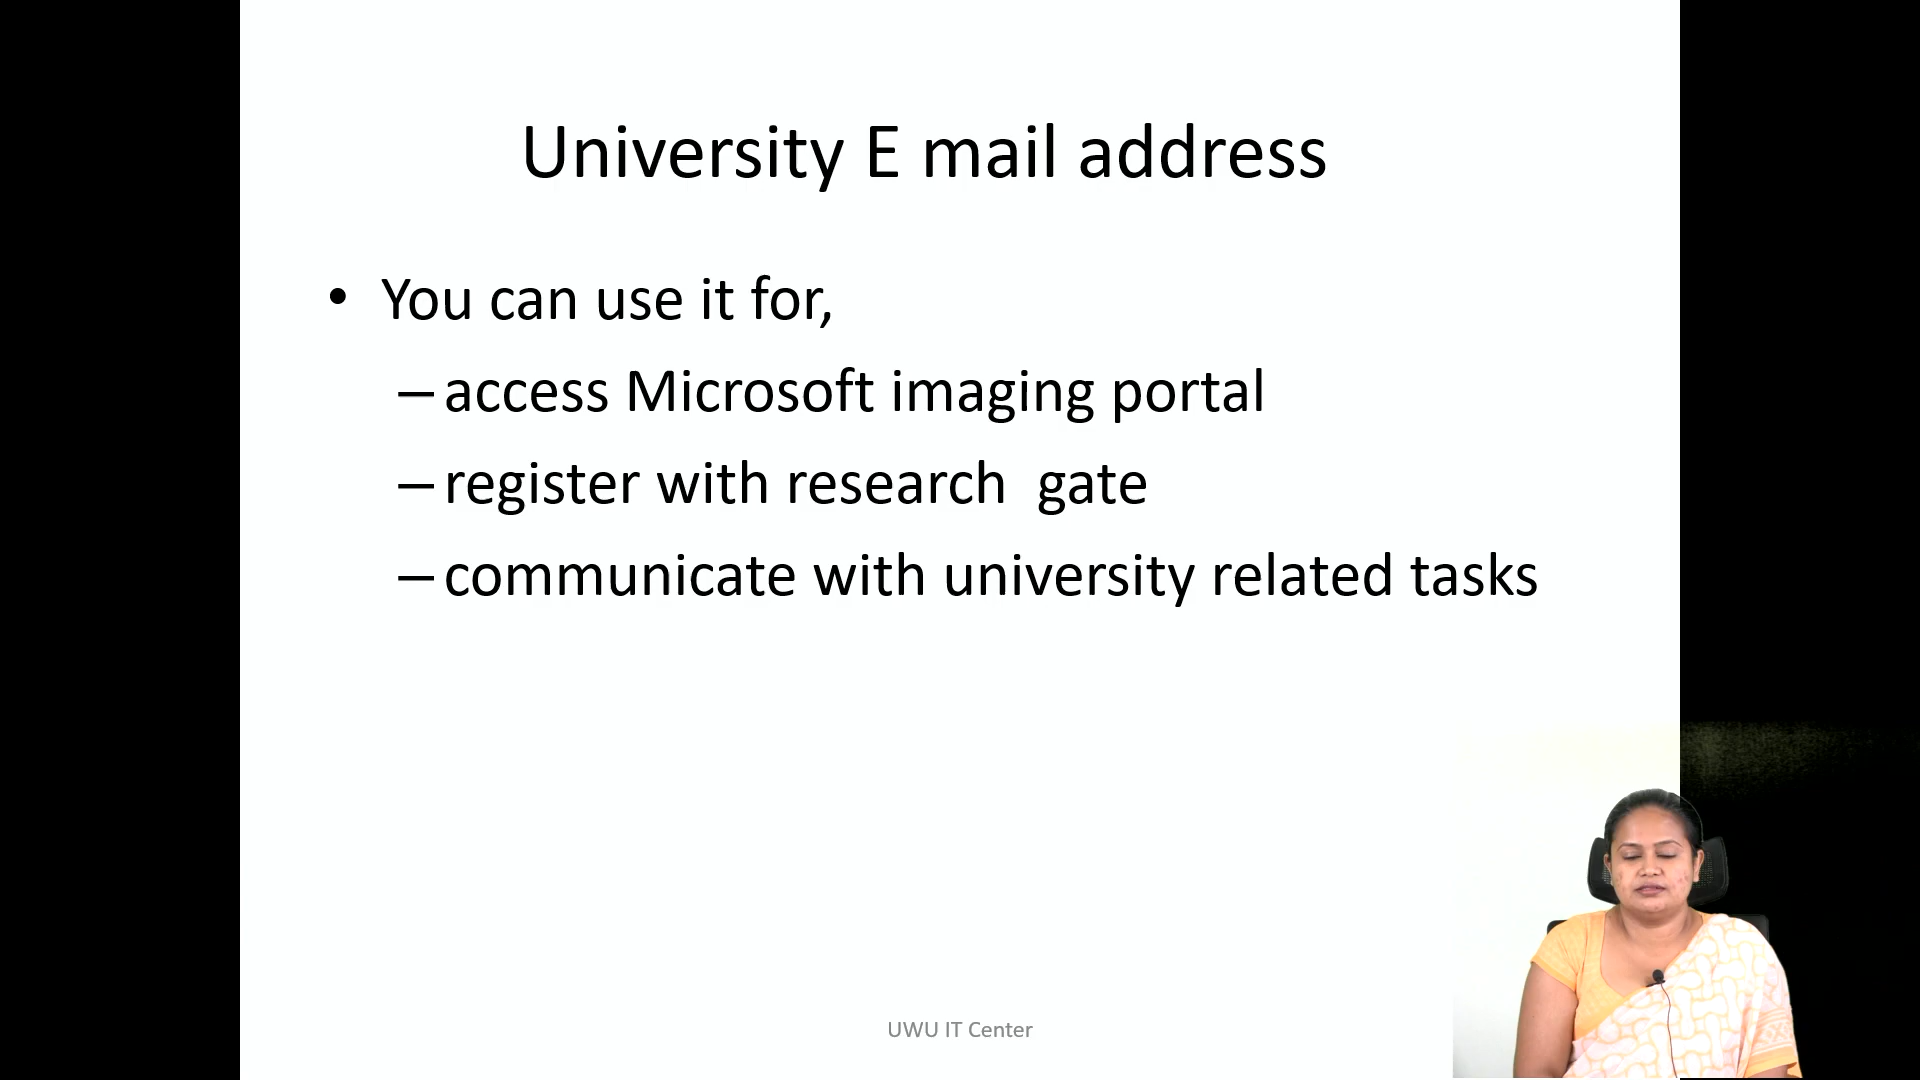 University E mail address
• You can use it for,
– access Microsoft imaging portal
– register with research  gate
– communicate with university related tasks
UWU IT Center